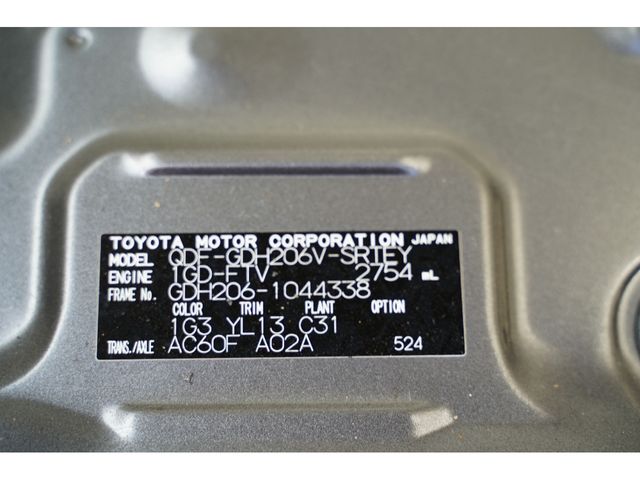 TOYOTA MOTOR CORPORATION JAPAN
MODEL QDF-GDH206V-SRIEY
ENGINE 1GD-FTV 2754 mL
FRAME No. GDH206-1044338
COLOR TRIM PLANT OPTION
1G3 YL13 C31
TRANS./AXLE AC60F A02A 524